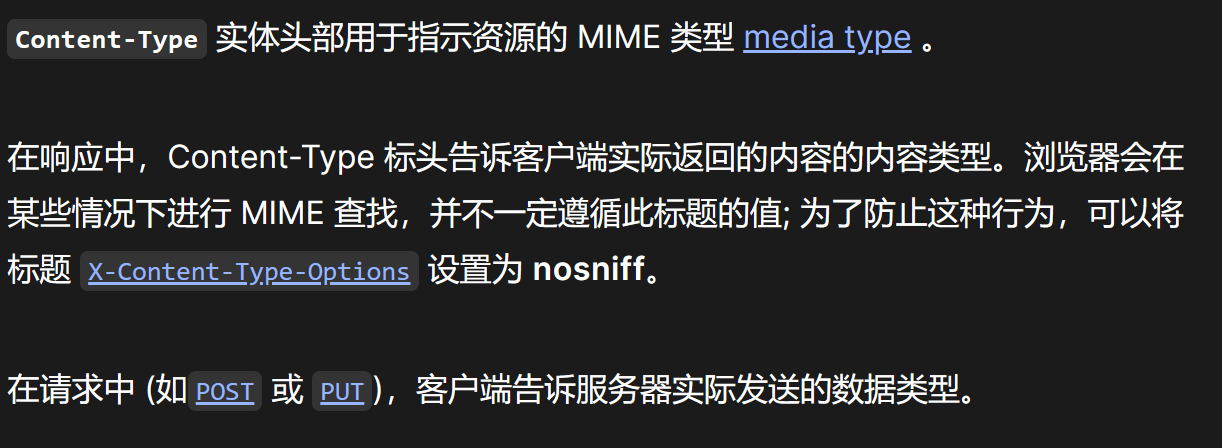 Content-Type 实体头部用于指示资源的 MIME 类型 media type 。
在响应中，Content-Type 标头告诉客户端实际返回的内容的内容类型。浏览器会在
某些情况下进行 MIME 查找，并不一定遵循此标题的值; 为了防止这种行为，可以将
标题 X-Content-Type-Options 设置为 nosniff。
在请求中 (如POST 或 PUT)，客户端告诉服务器实际发送的数据类型。